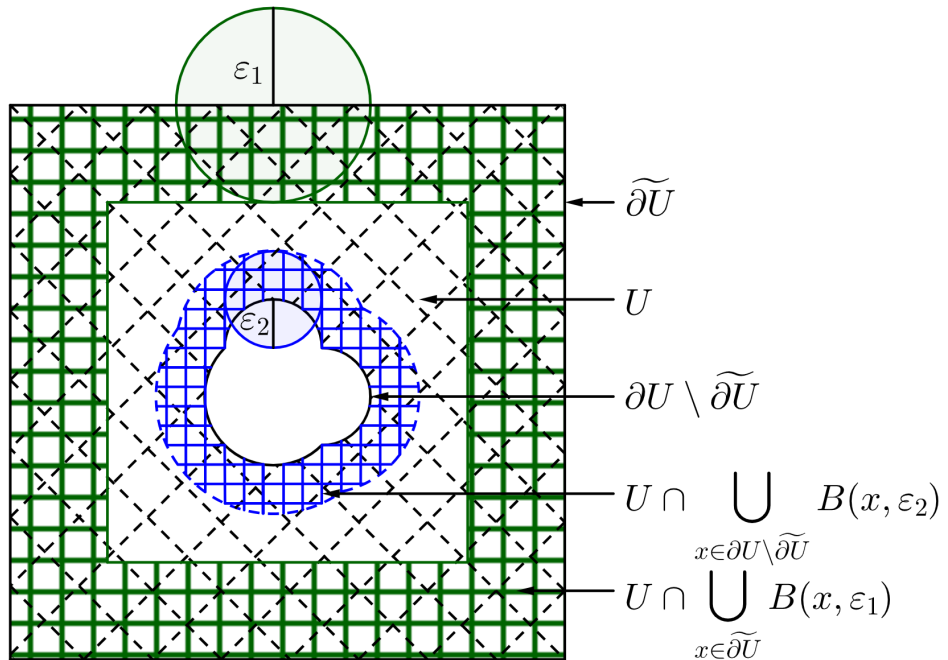 ε₁
∂͠U
U
ε₂
∂U \ ∂͠U
U ∩ ⋃ B(x, ε₂)
x∈∂U\∂͠U
U ∩ ⋃ B(x, ε₁)
x∈∂͠U